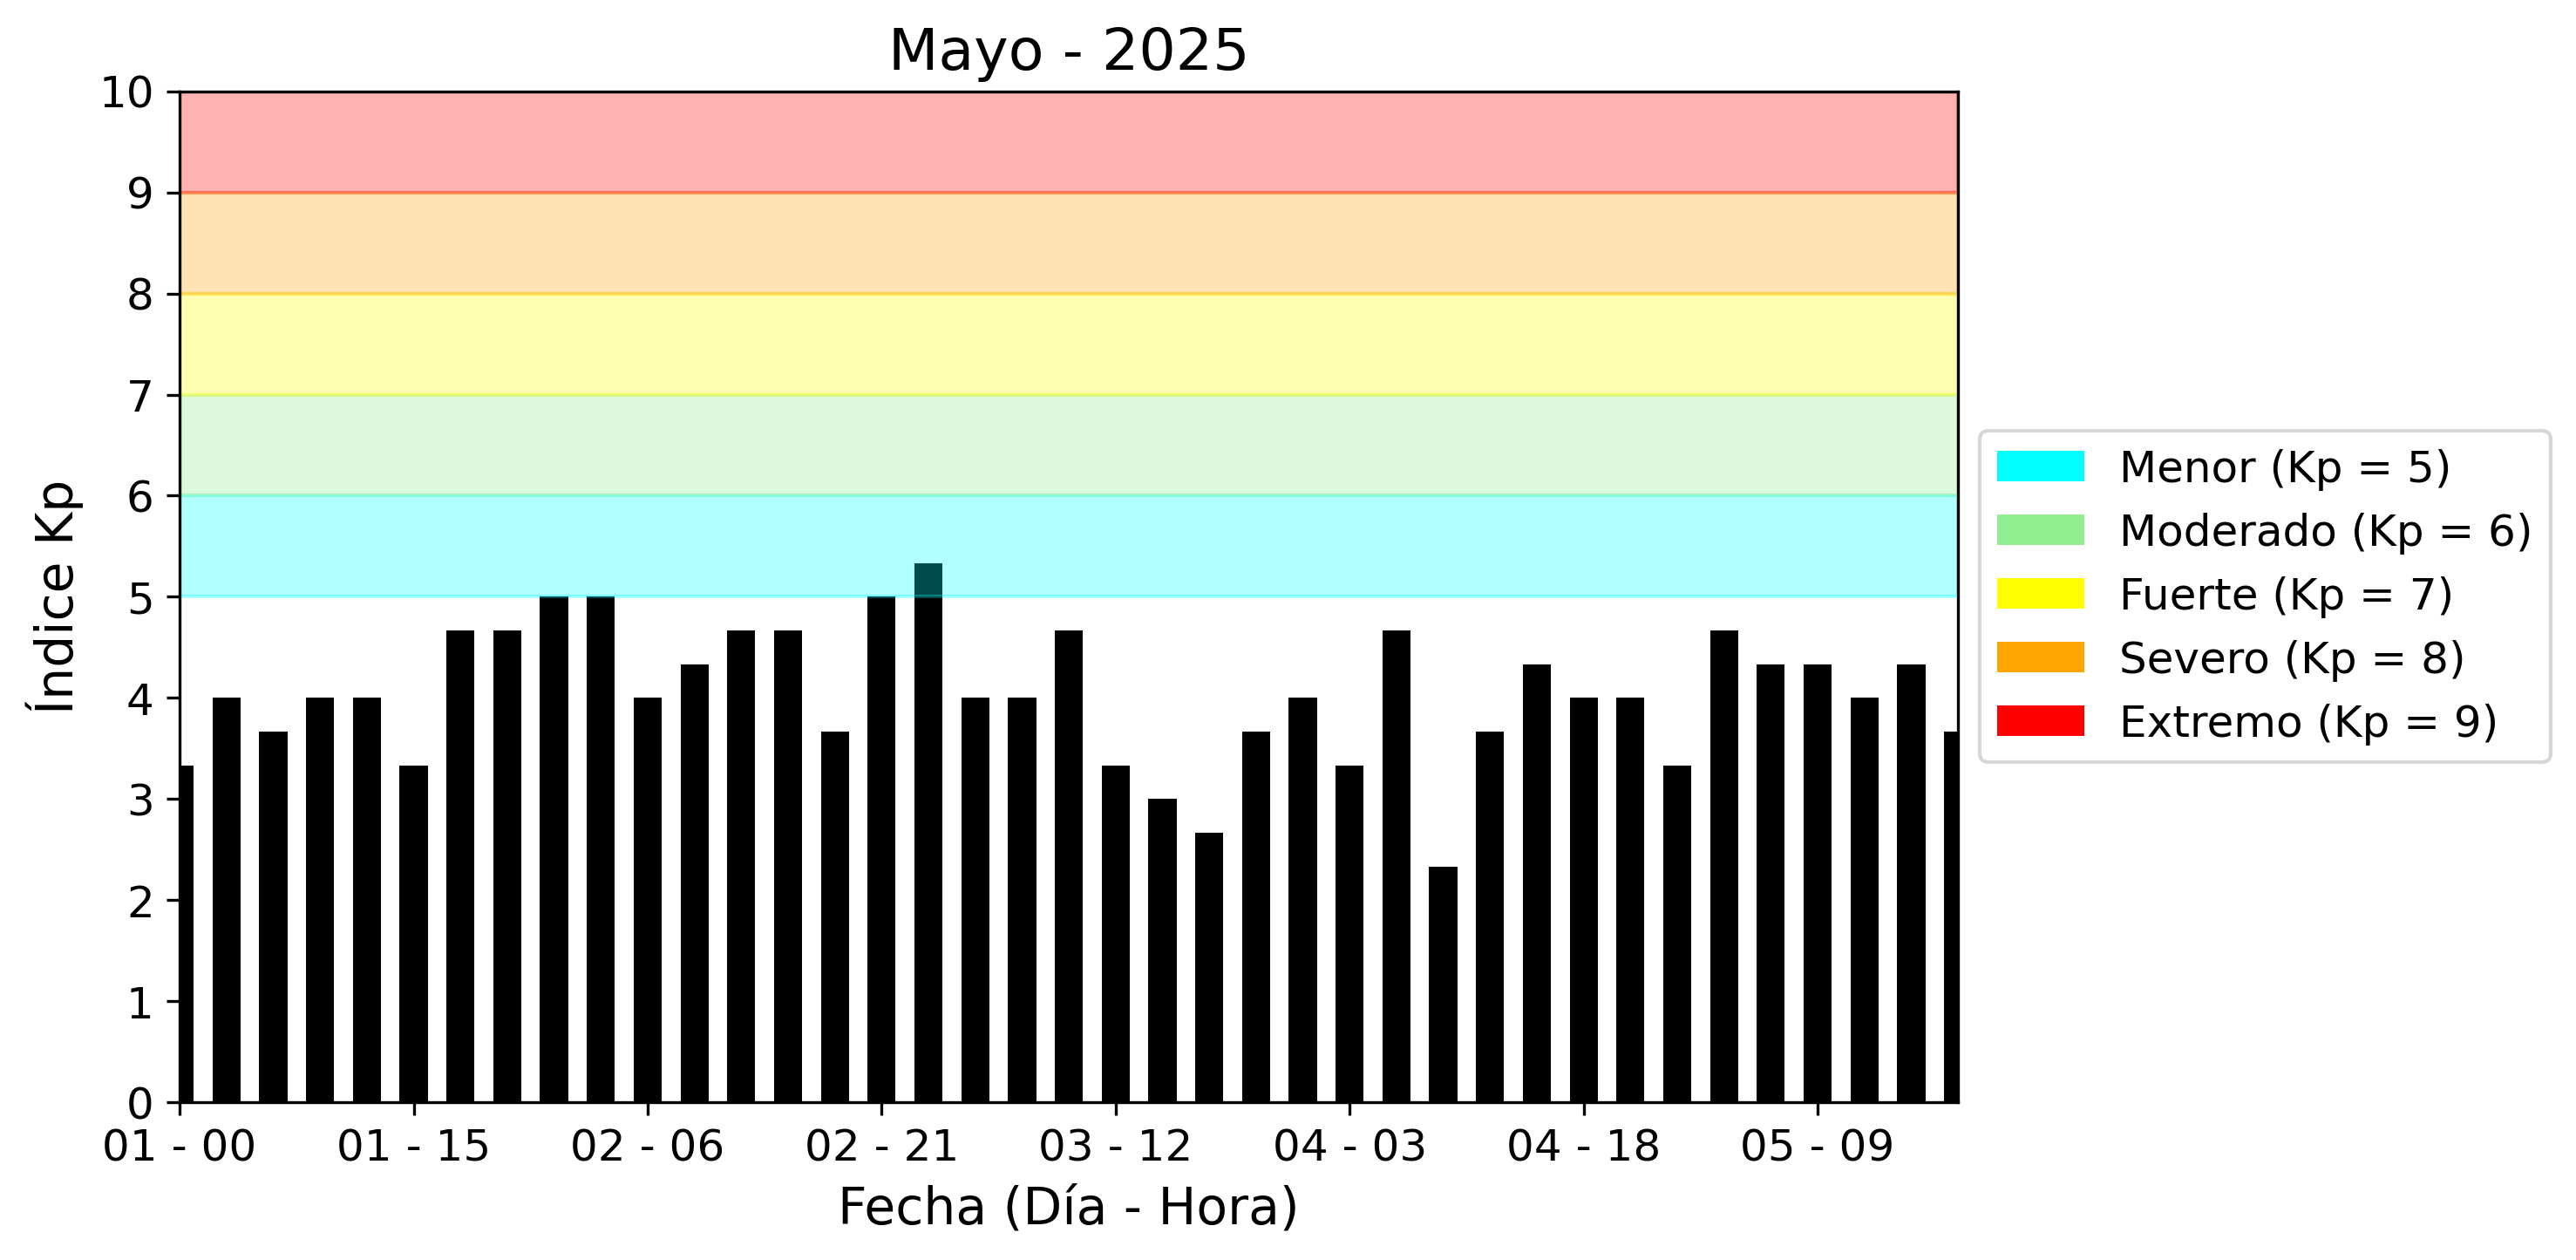 Mayo - 2025
10
9
8
7
6
5
4
3
2
1
0
Índice Kp
01 - 00
01 - 15
02 - 06
02 - 21
03 - 12
04 - 03
04 - 18
05 - 09
Fecha (Día - Hora)
Menor (Kp = 5)
Moderado (Kp = 6)
Fuerte (Kp = 7)
Severo (Kp = 8)
Extremo (Kp = 9)